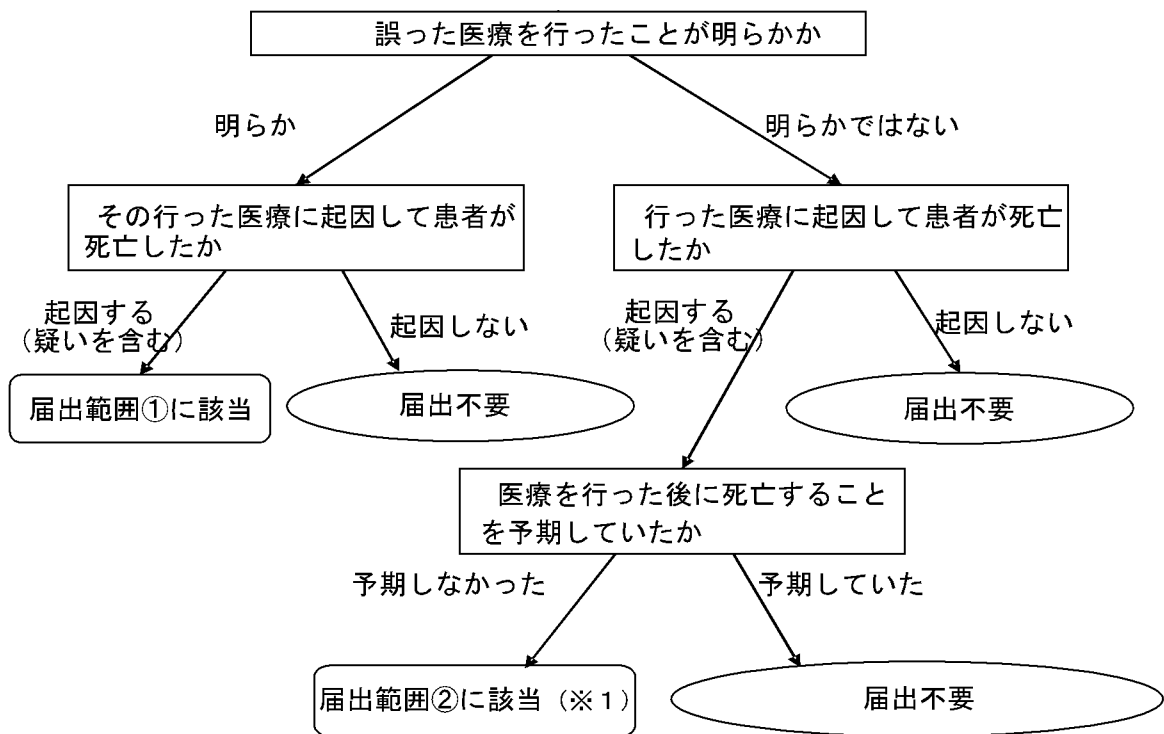 誤った医療を行ったことが明らかか
明らか
明らかではない
その行った医療に起因して患者が
死亡したか
行った医療に起因して患者が死亡
したか
起因する
（疑いを含む）
起因しない
起因する
（疑いを含む）
起因しない
届出範囲①に該当
届出不要
届出不要
医療を行った後に死亡すること
を予期していたか
予期しなかった
予期していた
届出範囲②に該当（※１）
届出不要